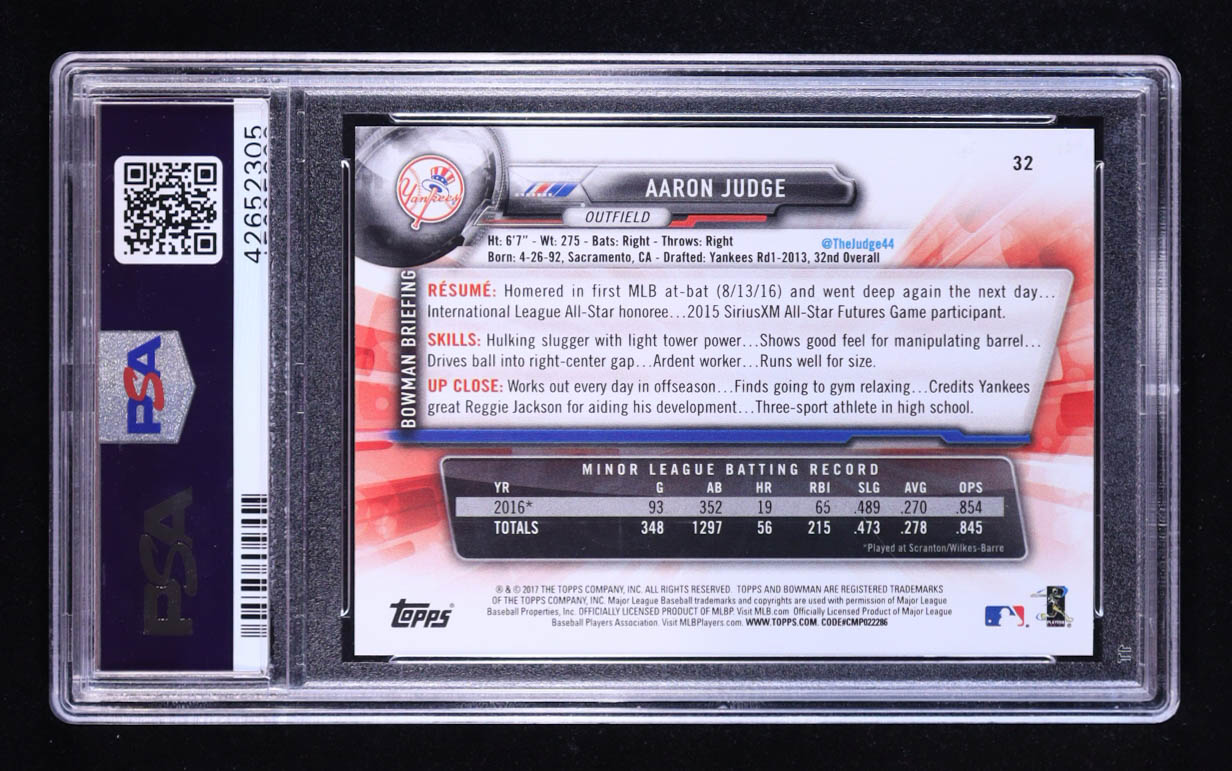 42652305
PSA
PSA
Yankees
32
AARON JUDGE
OUTFIELD
Ht: 6'7" - Wt: 275 - Bats: Right - Throws: Right
@TheJudge44
Born: 4-26-92, Sacramento, CA - Drafted: Yankees Rd1-2013, 32nd Overall
BOWMAN BRIEFING
RÉSUMÉ: Homered in first MLB at-bat (8/13/16) and went deep again the next day...
International League All-Star honoree...2015 SiriusXM All-Star Futures Game participant.
SKILLS: Hulking slugger with light tower power...Shows good feel for manipulating barrel...
Drives ball into right-center gap...Ardent worker...Runs well for size.
UP CLOSE: Works out every day in offseason...Finds going to gym relaxing...Credits Yankees
great Reggie Jackson for aiding his development...Three-sport athlete in high school.
MINOR LEAGUE BATTING RECORD
YR G AB HR RBI SLG AVG OPS
2016* 93 352 19 65 .489 .270 .854
TOTALS 348 1297 56 215 .473 .278 .845
*Played at Scranton/Wilkes-Barre
TOPPS
® & © 2017 THE TOPPS COMPANY, INC. ALL RIGHTS RESERVED. TOPPS AND BOWMAN ARE REGISTERED TRADEMARKS
OF THE TOPPS COMPANY, INC. Major League Baseball trademarks and copyrights are used with permission of Major League
Baseball Properties, Inc. OFFICIALLY LICENSED PRODUCT OF MLBP. Visit MLB.com Officially Licensed Product of Major League
Baseball Players Association. Visit MLBPlayers.com. WWW.TOPPS.COM. CODE#CMP022286
PLAYERS